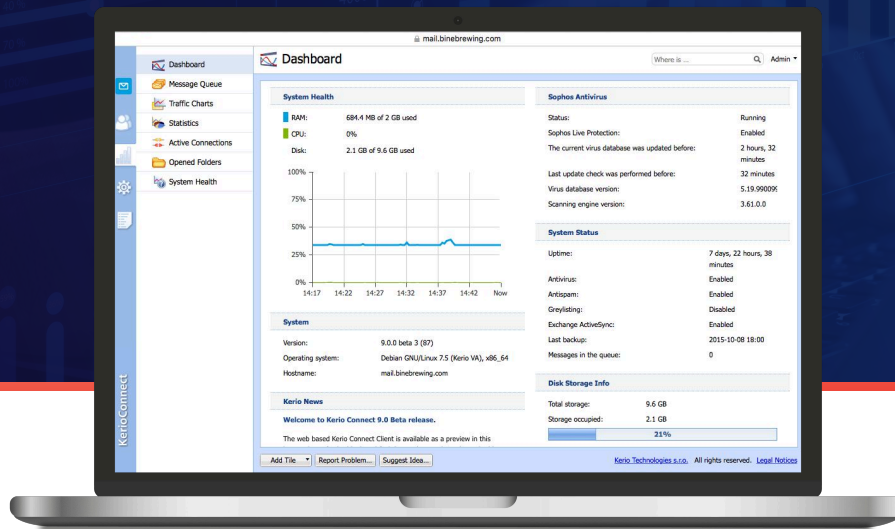 mail.binebrewing.com
Dashboard
Message Queue
Traffic Charts
Statistics
Active Connections
Opened Folders
System Health
KerioConnect
Dashboard
Where is ...
Admin
System Health
RAM: 684.4 MB of 2 GB used
CPU: 0%
Disk: 2.1 GB of 9.6 GB used
100%
75%
50%
25%
0%
14:17 14:22 14:27 14:32 14:37 14:42 Now
System
Version: 9.0.0 beta 3 (87)
Operating system: Debian GNU/Linux 7.5 (Kerio VA), x86_64
Hostname: mail.binebrewing.com
Kerio News
Welcome to Kerio Connect 9.0 Beta release.
The web based Kerio Connect Client is available as a preview in this
Sophos Antivirus
Status: Running
Sophos Live Protection: Enabled
The current virus database was updated before: 2 hours, 32
minutes
Last update check was performed before: 32 minutes
Virus database version: 5.19.99009
Scanning engine version: 3.61.0.0
System Status
Uptime: 7 days, 22 hours, 38
minutes
Antivirus: Enabled
Antispam: Enabled
Greylisting: Disabled
Exchange ActiveSync: Enabled
Last backup: 2015-10-08 18:00
Messages in the queue: 0
Disk Storage Info
Total storage: 9.6 GB
Storage occupied: 2.1 GB
21%
Add Tile Report Problem... Suggest Idea...
Kerio Technologies s.r.o. All rights reserved. Legal Notices